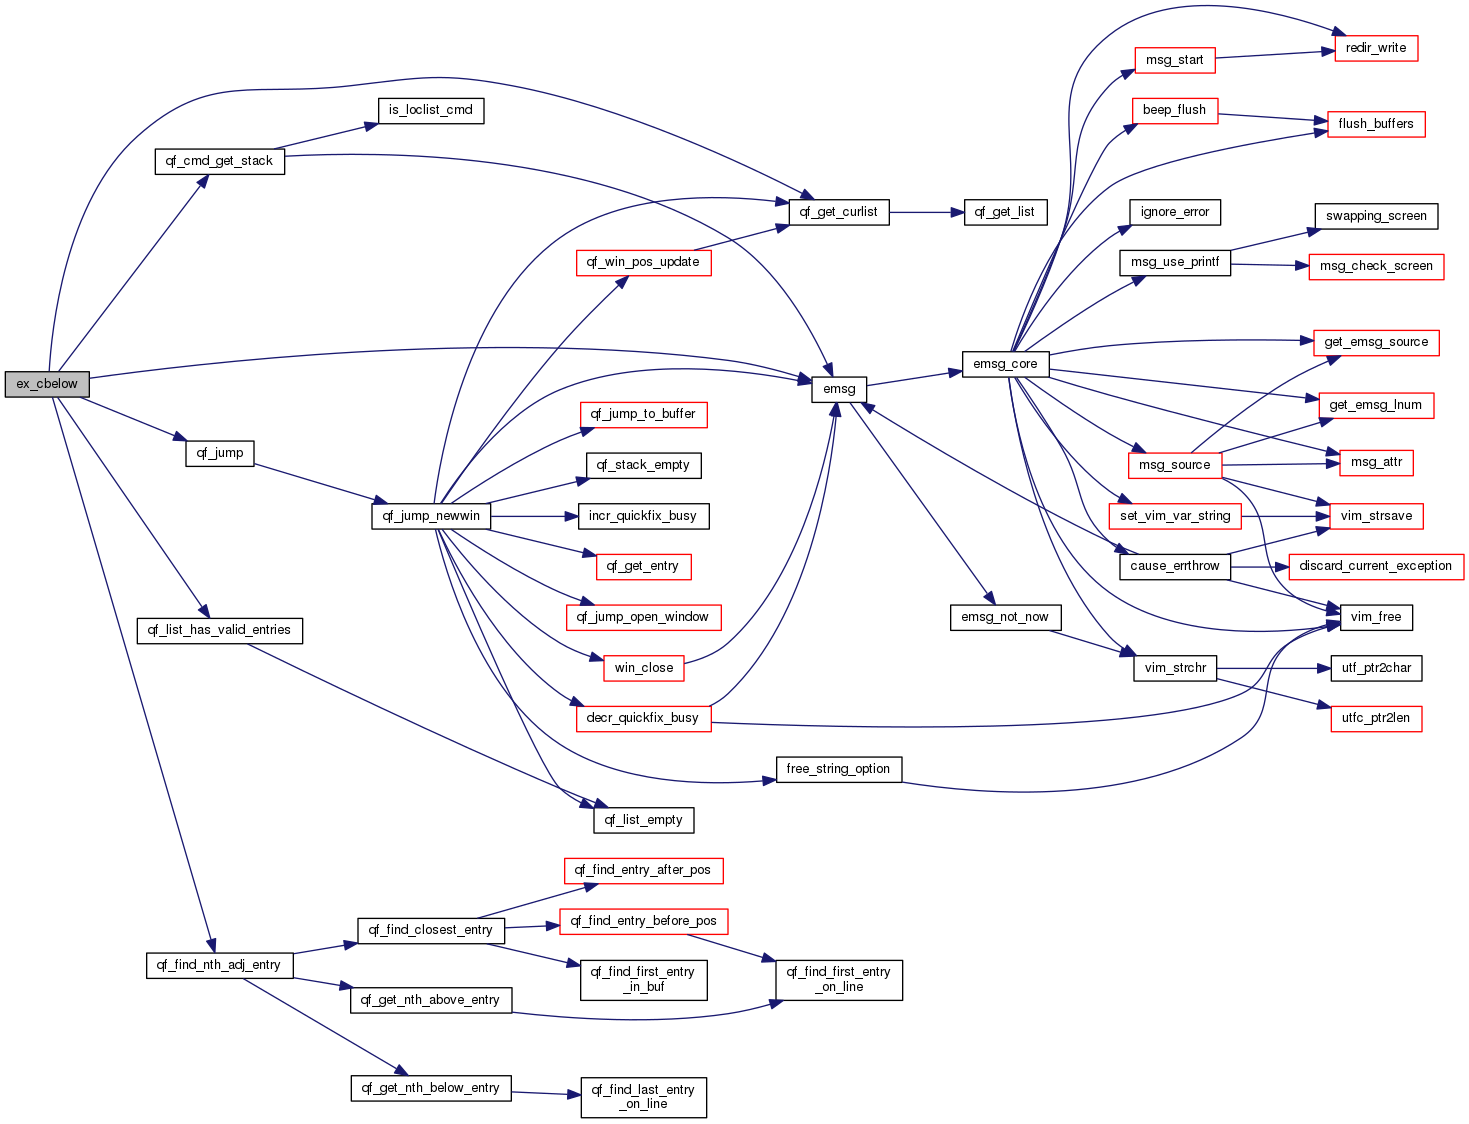 redir_write
msg_start
is_loclist_cmd
beep_flush
flush_buffers
qf_cmd_get_stack
qf_get_curlist
qf_get_list
ignore_error
swapping_screen
qf_win_pos_update
msg_use_printf
msg_check_screen
get_emsg_source
emsg_core
ex_cbelow
emsg
get_emsg_lnum
qf_jump_to_buffer
qf_jump
qf_stack_empty
msg_source
msg_attr
qf_jump_newwin
incr_quickfix_busy
set_vim_var_string
vim_strsave
qf_get_entry
cause_errthrow
discard_current_exception
qf_list_has_valid_entries
qf_jump_open_window
emsg_not_now
vim_free
win_close
vim_strchr
utf_ptr2char
decr_quickfix_busy
utfc_ptr2len
free_string_option
qf_list_empty
qf_find_entry_after_pos
qf_find_closest_entry
qf_find_entry_before_pos
qf_find_nth_adj_entry
qf_find_first_entry
_in_buf
qf_find_first_entry
_on_line
qf_get_nth_above_entry
qf_get_nth_below_entry
qf_find_last_entry
_on_line